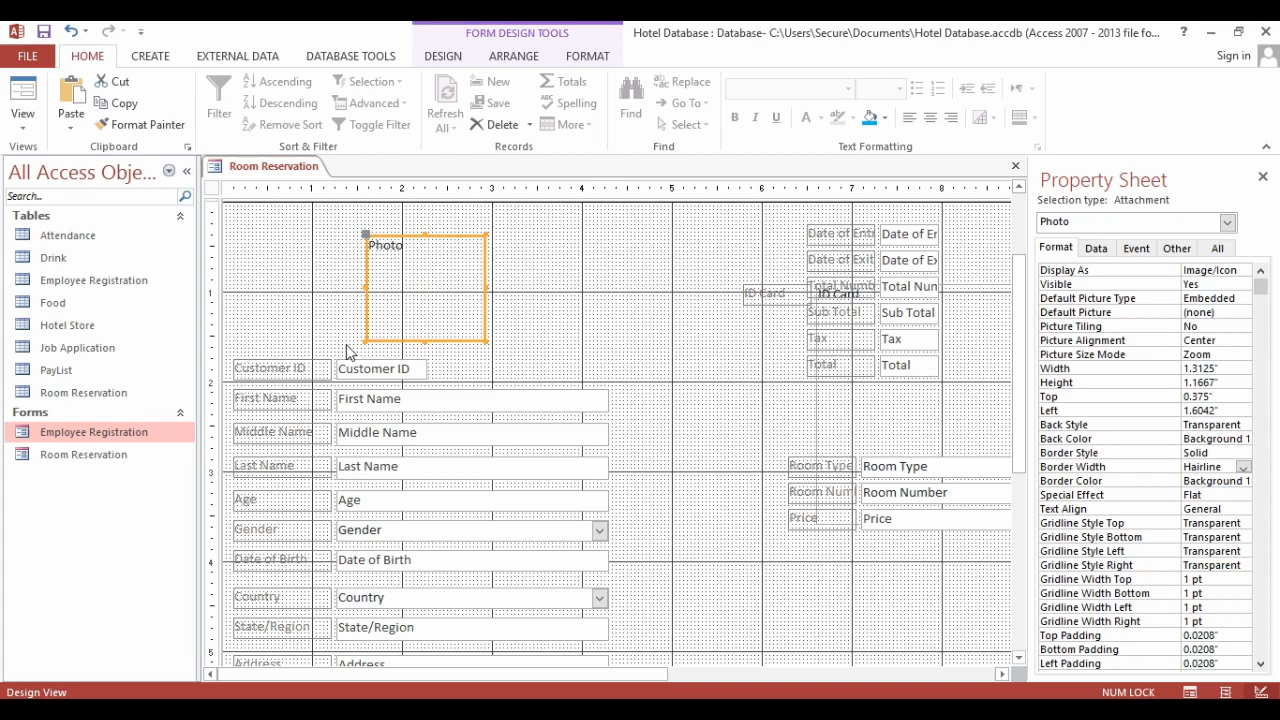 FORM DESIGN TOOLS
Hotel Database : Database- C:\Users\Secure\Documents\Hotel Database.accdb (Access 2007 - 2013 file fo...
?
FILE HOME CREATE EXTERNAL DATA DATABASE TOOLS DESIGN ARRANGE FORMAT
Sign in
View
Views
Paste
Cut
Copy
Format Painter
Clipboard
Filter
Ascending
Descending
Remove Sort
Selection
Advanced
Toggle Filter
Sort & Filter
Refresh
All
New
Save
Delete
Totals
Spelling
More
Records
Find
Replace
Go To
Select
Find
B I U A
Text Formatting
All Access Obje...
Search...
Tables
Attendance
Drink
Employee Registration
Food
Hotel Store
Job Application
PayList
Room Reservation
Forms
Employee Registration
Room Reservation
Room Reservation
1 2 3 4 5 6 7 8
1
2
3
4
5
Photo
Customer ID Customer ID
First Name First Name
Middle Name Middle Name
Last Name Last Name
Age Age
Gender Gender
Date of Birth Date of Birth
Country Country
State/Region State/Region
Address Address
Date of Entr Date of Er
Date of Exit Date of Ex
Total Numb Total Nun
ID Card ID Card
Sub Total Sub Total
Tax Tax
Total Total
Room Type Room Type
Room Num Room Number
Price Price
Property Sheet
Selection type: Attachment
Photo
Format Data Event Other All
Display As Image/Icon
Visible Yes
Default Picture Type Embedded
Default Picture (none)
Picture Tiling No
Picture Alignment Center
Picture Size Mode Zoom
Width 1.3125"
Height 1.1667"
Top 0.375"
Left 1.6042"
Back Style Transparent
Back Color Background 1
Border Style Solid
Border Width Hairline
Border Color Background 1
Special Effect Flat
Text Align General
Gridline Style Top Transparent
Gridline Style Bottom Transparent
Gridline Style Left Transparent
Gridline Style Right Transparent
Gridline Width Top 1 pt
Gridline Width Bottom 1 pt
Gridline Width Left 1 pt
Gridline Width Right 1 pt
Top Padding 0.0208"
Bottom Padding 0.0208"
Left Padding 0.0208"
Design View
NUM LOCK